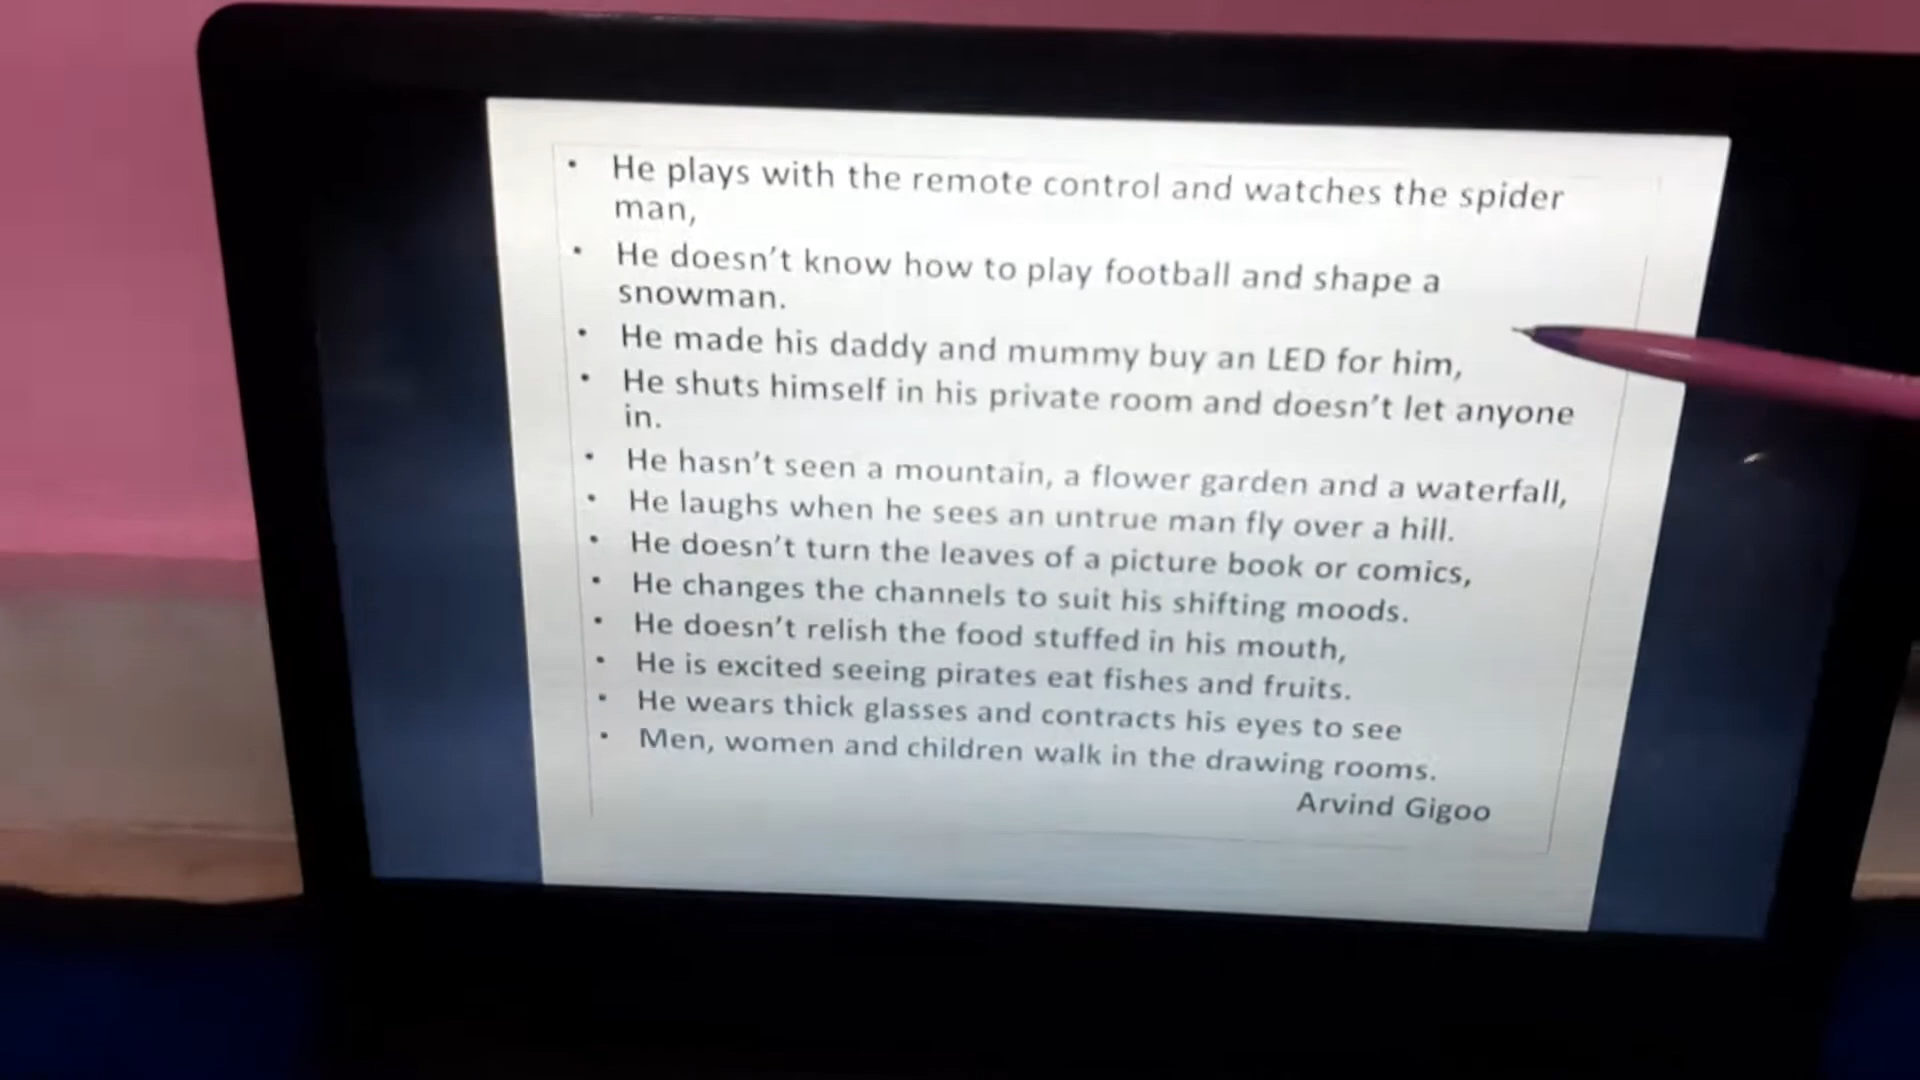 • He plays with the remote control and watches the spider
man,
• He doesn't know how to play football and shape a
snowman.
• He made his daddy and mummy buy an LED for him,
• He shuts himself in his private room and doesn't let anyone
in.
• He hasn't seen a mountain, a flower garden and a waterfall,
• He laughs when he sees an untrue man fly over a hill.
• He doesn't turn the leaves of a picture book or comics,
• He changes the channels to suit his shifting moods.
• He doesn't relish the food stuffed in his mouth,
• He is excited seeing pirates eat fishes and fruits.
• He wears thick glasses and contracts his eyes to see
• Men, women and children walk in the drawing rooms.
Arvind Gigoo